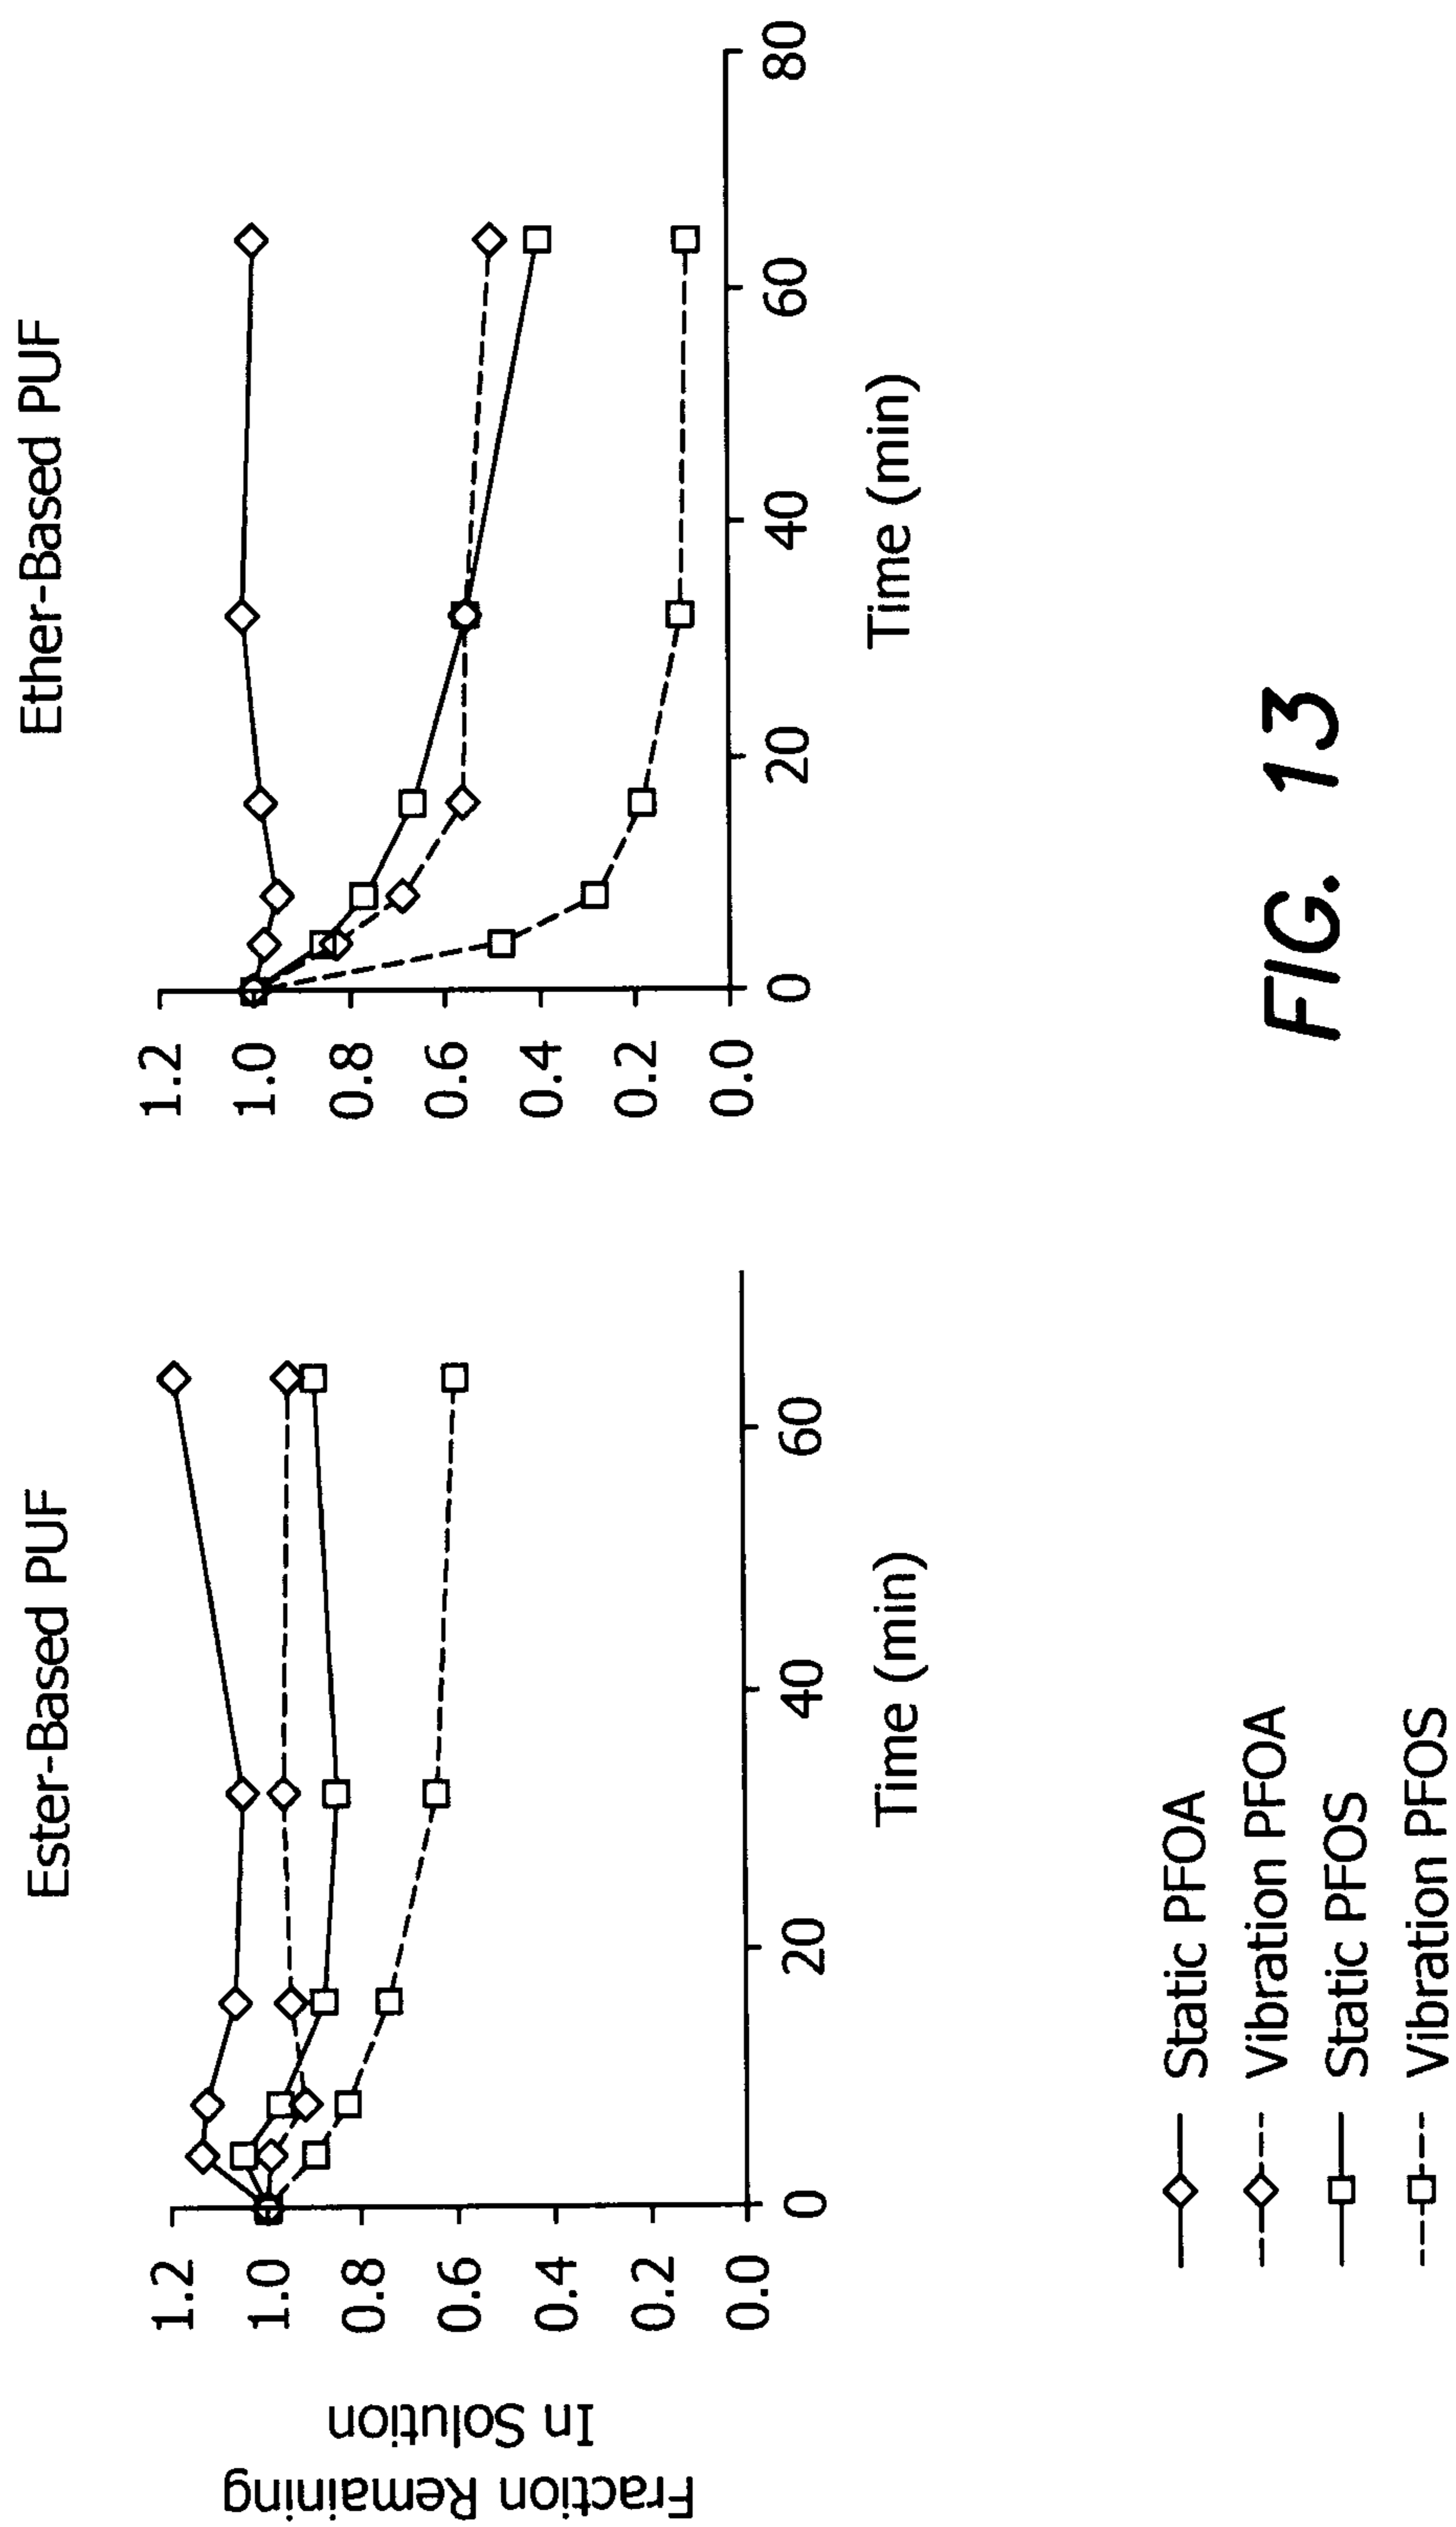 Ester-Based PUF
Fraction Remaining
In Solution
1.2
1.0
0.8
0.6
0.4
0.2
0.0
0 20 40 60
Time (min)
Ether-Based PUF
1.2
1.0
0.8
0.6
0.4
0.2
0.0
0 20 40 60 80
Time (min)
Static PFOA
Vibration PFOA
Static PFOS
Vibration PFOS
FIG. 13